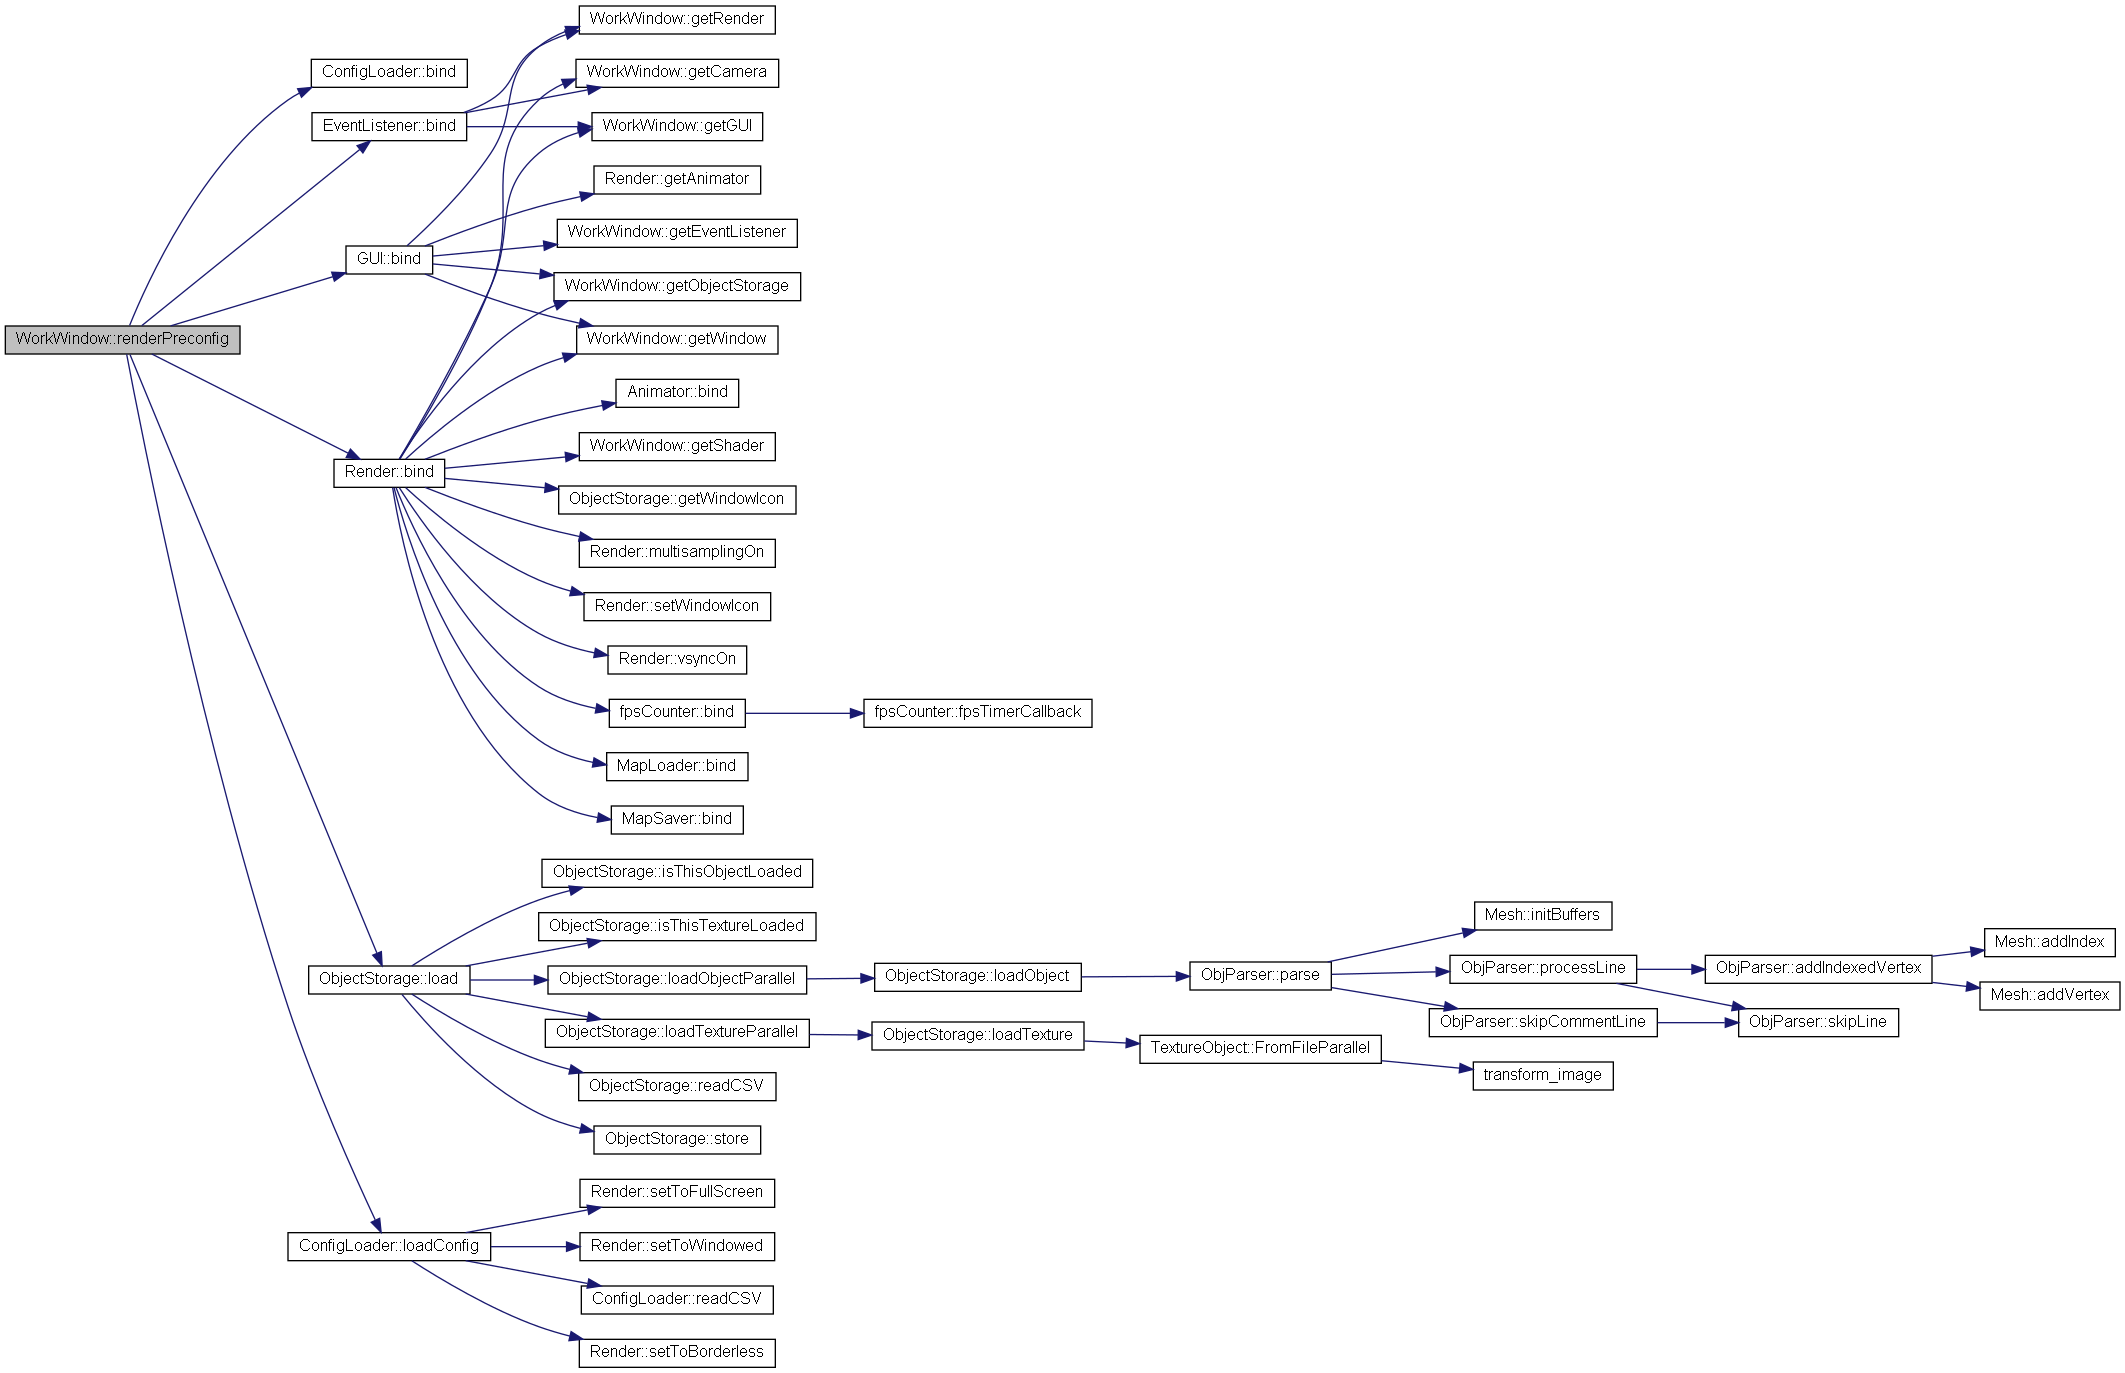 WorkWindow::renderPreconfig
ConfigLoader::bind
EventListener::bind
GUI::bind
Render::bind
ObjectStorage::load
ConfigLoader::loadConfig
WorkWindow::getRender
WorkWindow::getCamera
WorkWindow::getGUI
Render::getAnimator
WorkWindow::getEventListener
WorkWindow::getObjectStorage
WorkWindow::getWindow
Animator::bind
WorkWindow::getShader
ObjectStorage::getWindowIcon
Render::multisamplingOn
Render::setWindowIcon
Render::vsyncOn
fpsCounter::bind
MapLoader::bind
MapSaver::bind
ObjectStorage::isThisObjectLoaded
ObjectStorage::isThisTextureLoaded
ObjectStorage::loadObjectParallel
ObjectStorage::loadTextureParallel
ObjectStorage::readCSV
ObjectStorage::store
Render::setToFullScreen
Render::setToWindowed
ConfigLoader::readCSV
Render::setToBorderless
fpsCounter::fpsTimerCallback
ObjectStorage::loadObject
ObjectStorage::loadTexture
ObjParser::parse
TextureObject::FromFileParallel
Mesh::initBuffers
ObjParser::processLine
ObjParser::skipCommentLine
transform_image
ObjParser::addIndexedVertex
ObjParser::skipLine
Mesh::addIndex
Mesh::addVertex